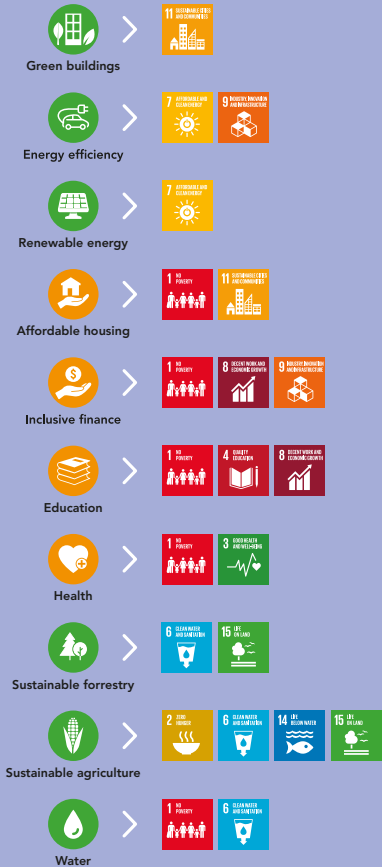 11 SUSTAINABLE CITIES
AND COMMUNITIES
Green buildings
7 AFFORDABLE AND
CLEAN ENERGY
9 INDUSTRY, INNOVATION
AND INFRASTRUCTURE
Energy efficiency
7 AFFORDABLE AND
CLEAN ENERGY
Renewable energy
1 NO
POVERTY
11 SUSTAINABLE CITIES
AND COMMUNITIES
Affordable housing
$
1 NO
POVERTY
8 DECENT WORK AND
ECONOMIC GROWTH
9 INDUSTRY, INNOVATION
AND INFRASTRUCTURE
Inclusive finance
1 NO
POVERTY
4 QUALITY
EDUCATION
8 DECENT WORK AND
ECONOMIC GROWTH
Education
1 NO
POVERTY
3 GOOD HEALTH
AND WELL-BEING
Health
6 CLEAN WATER
AND SANITATION
15 LIFE
ON LAND
Sustainable forrestry
2 ZERO
HUNGER
6 CLEAN WATER
AND SANITATION
14 LIFE
BELOW WATER
15 LIFE
ON LAND
Sustainable agriculture
1 NO
POVERTY
6 CLEAN WATER
AND SANITATION
Water